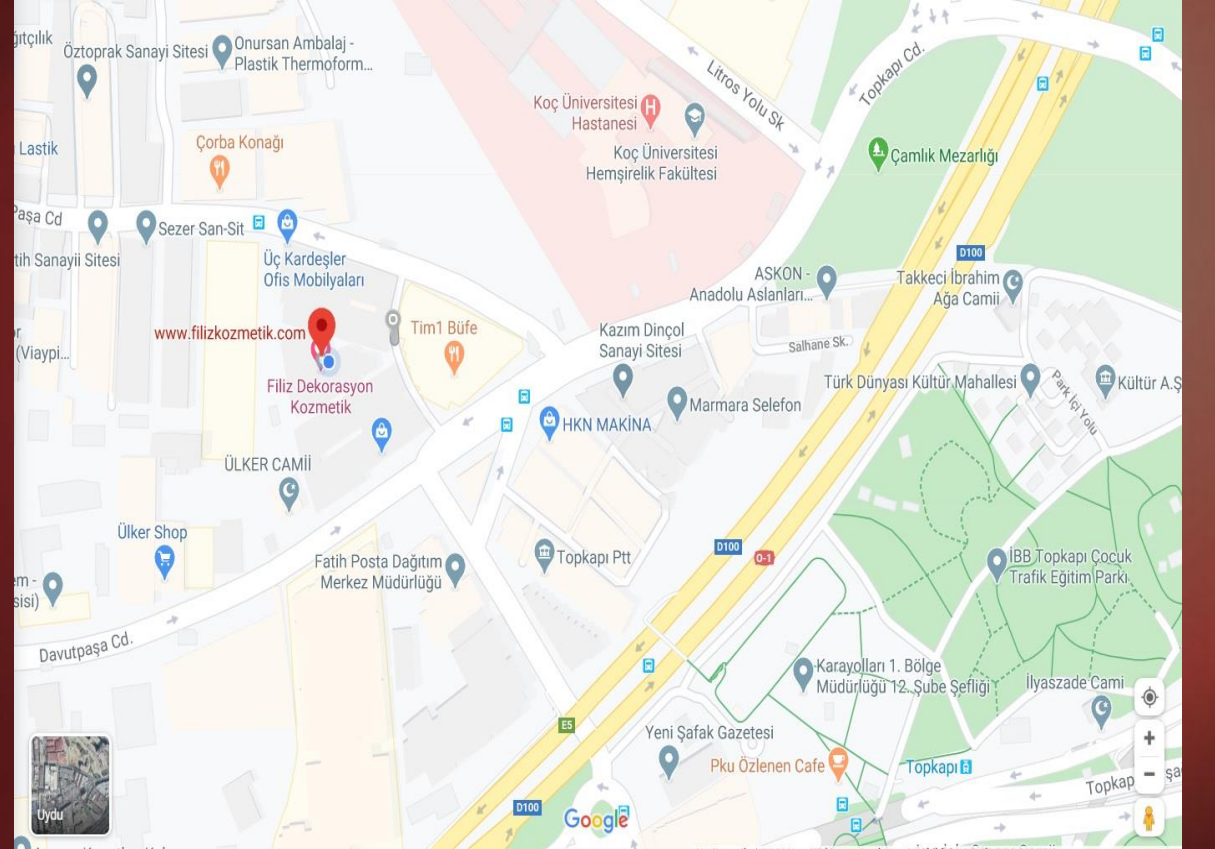 ğıtçılık
Öztoprak Sanayi Sitesi
Onursan Ambalaj -
Plastik Thermoform...
Litros Yolu Sk
Topkapı Cd.
Koç Üniversitesi
Hastanesi
Koç Üniversitesi
Hemşirelik Fakültesi
Lastik
Çorba Konağı
Çamlık Mezarlığı
Paşa Cd
Sezer San-Sit
tih Sanayii Sitesi
Üç Kardeşler
Ofis Mobilyaları
D100
ASKON -
Anadolu Aslanları...
Takkeci İbrahim
Ağa Camii
www.filizkozmetik.com
Tim1 Büfe
Kazım Dinçol
Sanayi Sitesi
Salhane Sk.
(Viaypi...
Filiz Dekorasyon
Kozmetik
Türk Dünyası Kültür Mahallesi
Park İçi Yolu
Kültür A.Ş
Marmara Selefon
HKN MAKİNA
ÜLKER CAMİİ
Ülker Shop
Fatih Posta Dağıtım
Merkez Müdürlüğü
Topkapı Ptt
D100
O-1
İBB Topkapı Çocuk
Trafik Eğitim Parkı
em -
sisi)
Davutpaşa Cd.
Karayolları 1. Bölge
Müdürlüğü 12. Şube Şefliği
İlyaszade Cami
E5
Yeni Şafak Gazetesi
Pku Özlenen Cafe
Topkapı
Topkap
şa
Uydu
D100
Google